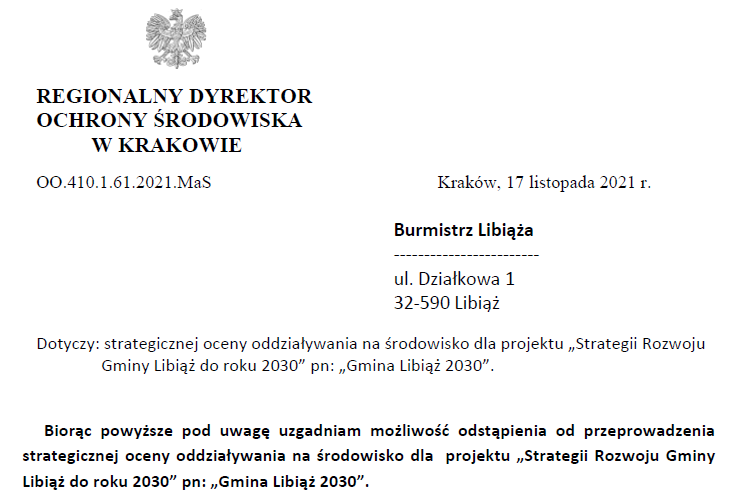 REGIONALNY DYREKTOR
OCHRONY ŚRODOWISKA
W KRAKOWIE
OO.410.1.61.2021.MaS Kraków, 17 listopada 2021 r.
Burmistrz Libiąża
------------------------
ul. Działkowa 1
32-590 Libiąż
Dotyczy: strategicznej oceny oddziaływania na środowisko dla projektu „Strategii Rozwoju
Gminy Libiąż do roku 2030” pn: „Gmina Libiąż 2030”.
Biorąc powyższe pod uwagę uzgadniam możliwość odstąpienia od przeprowadzenia
strategicznej oceny oddziaływania na środowisko dla projektu „Strategii Rozwoju Gminy
Libiąż do roku 2030” pn: „Gmina Libiąż 2030”.